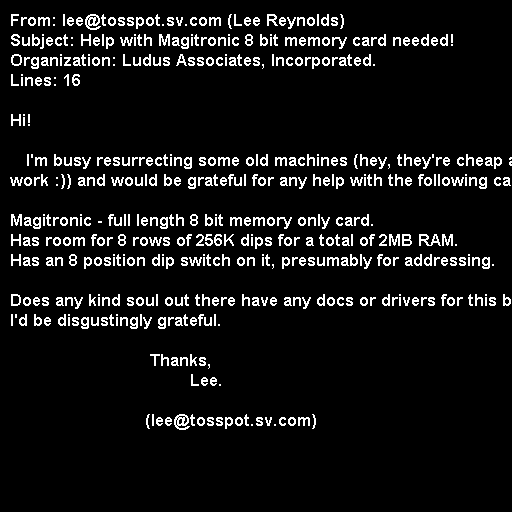 From: lee@tosspot.sv.com (Lee Reynolds)
Subject: Help with Magitronic 8 bit memory card needed!
Organization: Ludus Associates, Incorporated.
Lines: 16
Hi!
I'm busy resurrecting some old machines (hey, they're cheap
work :)) and would be grateful for any help with the following
Magitronic - full length 8 bit memory only card.
Has room for 8 rows of 256K dips for a total of 2MB RAM.
Has an 8 position dip switch on it, presumably for addressing.
Does any kind soul out there have any docs or drivers for this
I'd be disgustingly grateful.
Thanks,
Lee.
(lee@tosspot.sv.com)